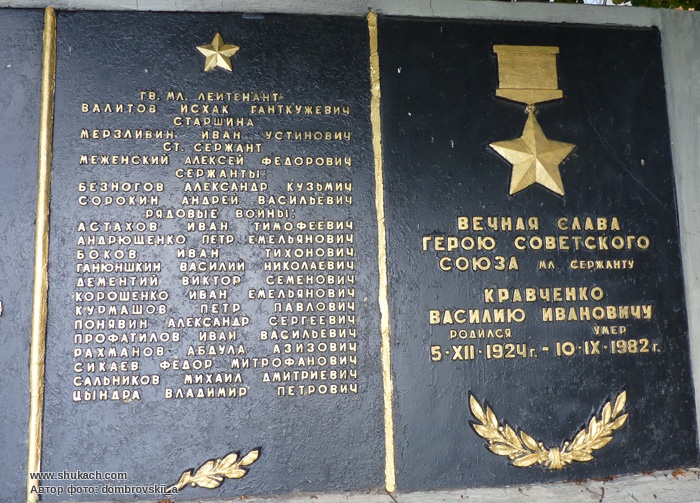 ГВ. МЛ. ЛЕЙТЕНАНТ
ВАЛИТОВ ИСХАК ГАНТКУЖЕВИЧ
СТАРШИНА
МЕРЗЛИВИН ИВАН УСТИНОВИЧ
СТ. СЕРЖАНТ
МЕЖЕНСКИЙ АЛЕКСЕЙ ФЕДОРОВИЧ
СЕРЖАНТЫ:
БЕЗНОГОВ АЛЕКСАНДР КУЗЬМИЧ
СОРОКИН АНДРЕЙ ВАСИЛЬЕВИЧ
РЯДОВЫЕ ВОИНЫ:
АСТАХОВ ИВАН ТИМОФЕЕВИЧ
АНДРЮЩЕНКО ПЕТР ЕМЕЛЬЯНОВИЧ
БОКОВ ИВАН ТИХОНОВИЧ
ГАНЮНШКИН ВАСИЛИЙ НИКОЛАЕВИЧ
ДЕМЕНТИЙ ВИКТОР СЕМЕНОВИЧ
КОРОШЕНКО ИВАН ЕМЕЛЬЯНОВИЧ
КУРМАШОВ ПЕТР ПАВЛОВИЧ
ПОНЯВИН АЛЕКСАНДР СЕРГЕЕВИЧ
ПРОФАТИЛОВ ИВАН ВАСИЛЬЕВИЧ
РАХМАНОВ АБДУЛА АЗИЗОВИЧ
СИКАЕВ ФЕДОР МИТРОФАНОВИЧ
САЛЬНИКОВ МИХАИЛ ДМИТРИЕВИЧ
ЦЫНДРА ВЛАДИМИР ПЕТРОВИЧ
ВЕЧНАЯ СЛАВА
ГЕРОЮ СОВЕТСКОГО
СОЮЗА МЛ. СЕРЖАНТУ
КРАВЧЕНКО
ВАСИЛИЮ ИВАНОВИЧУ
РОДИЛСЯ УМЕР
5·XII·1924г. – 10·IX·1982г.
www.shukach.com
Автор фото: dombrovskii_a